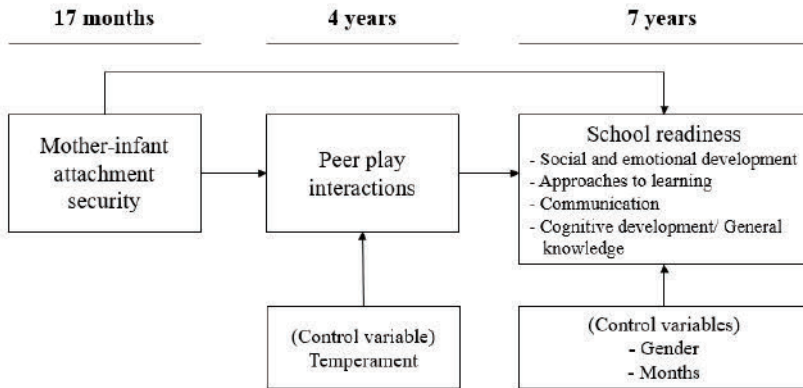 17 months
4 years
7 years
Mother-infant
attachment
security
Peer play
interactions
School readiness
- Social and emotional development
- Approaches to learning
- Communication
- Cognitive development/ General
knowledge
(Control variable)
Temperament
(Control variables)
- Gender
- Months